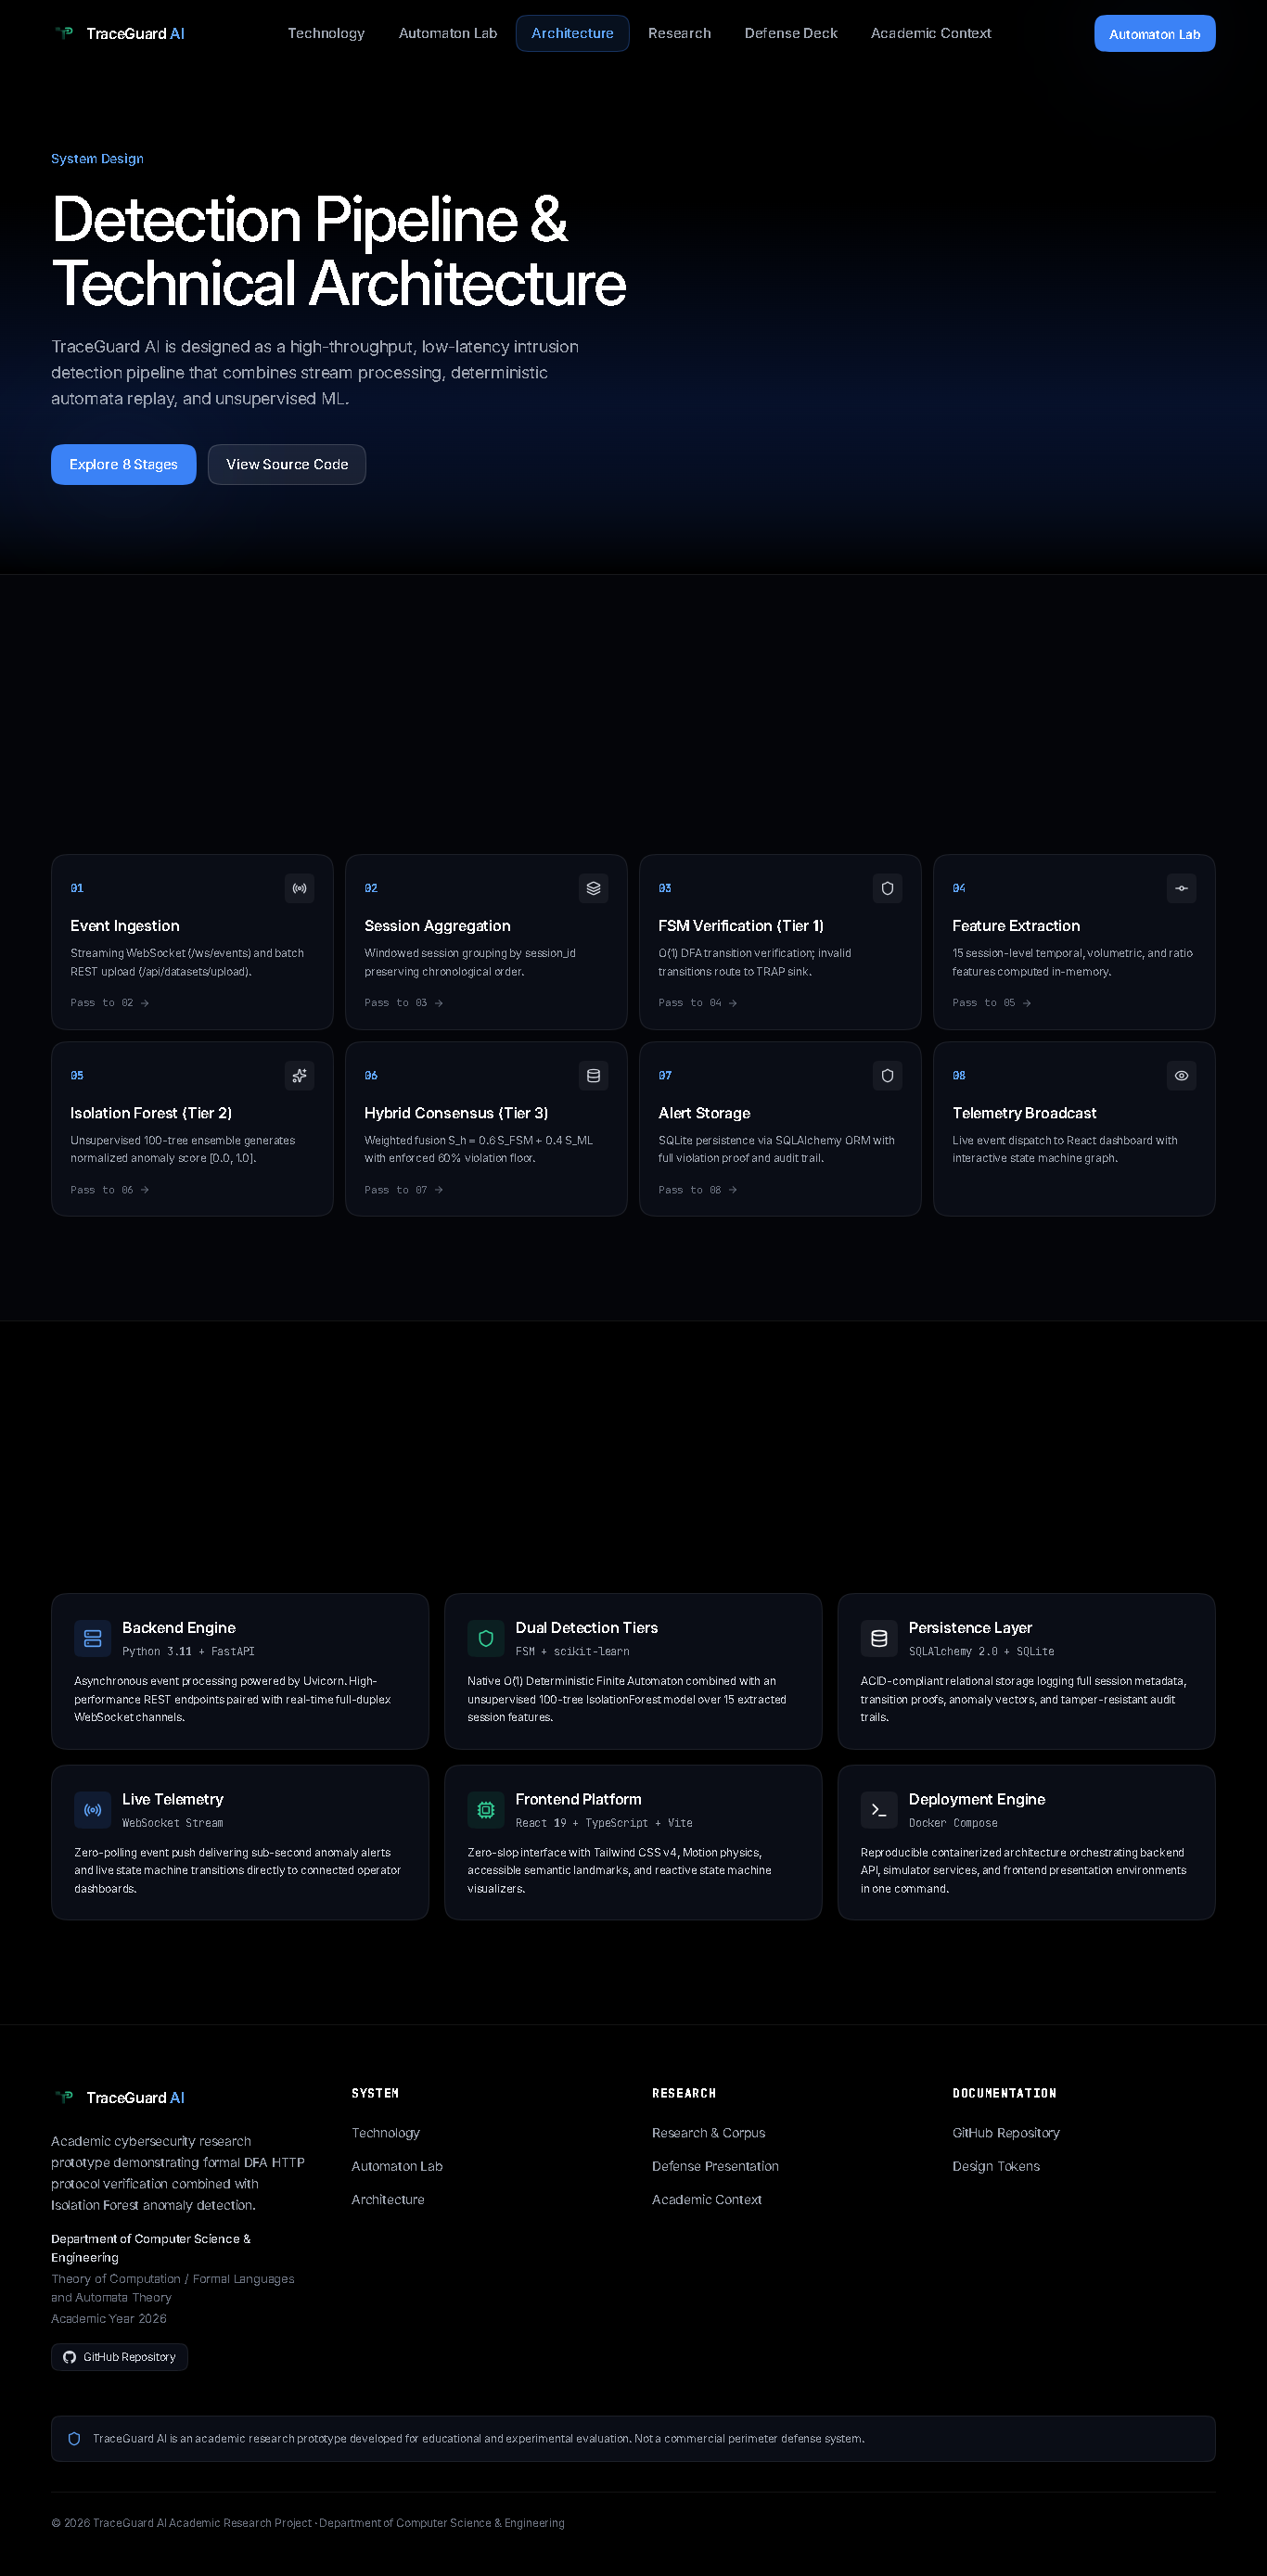 TraceGuard AI
Technology
Automaton Lab
Architecture
Research
Defense Deck
Academic Context
Automaton Lab
System Design
Detection Pipeline &
Technical Architecture
TraceGuard AI is designed as a high-throughput, low-latency intrusion
detection pipeline that combines stream processing, deterministic
automata replay, and unsupervised ML.
Explore 8 Stages
View Source Code
01
Event Ingestion
Streaming WebSocket (/ws/events) and batch
REST upload (/api/datasets/upload).
Pass to 02 →
02
Session Aggregation
Windowed session grouping by session_id
preserving chronological order.
Pass to 03 →
03
FSM Verification (Tier 1)
O(1) DFA transition verification; invalid
transitions route to TRAP sink.
Pass to 04 →
04
Feature Extraction
15 session-level temporal, volumetric, and ratio
features computed in-memory.
Pass to 05 →
05
Isolation Forest (Tier 2)
Unsupervised 100-tree ensemble generates
normalized anomaly score [0.0, 1.0].
Pass to 06 →
06
Hybrid Consensus (Tier 3)
Weighted fusion S_h = 0.6 S_FSM + 0.4 S_ML
with enforced 60% violation floor.
Pass to 07 →
07
Alert Storage
SQLite persistence via SQLAlchemy ORM with
full violation proof and audit trail.
Pass to 08 →
08
Telemetry Broadcast
Live event dispatch to React dashboard with
interactive state machine graph.
Backend Engine
Python 3.11 + FastAPI
Asynchronous event processing powered by Uvicorn. High-
performance REST endpoints paired with real-time full-duplex
WebSocket channels.
Dual Detection Tiers
FSM + scikit-learn
Native O(1) Deterministic Finite Automaton combined with an
unsupervised 100-tree IsolationForest model over 15 extracted
session features.
Persistence Layer
SQLAlchemy 2.0 + SQLite
ACID-compliant relational storage logging full session metadata,
transition proofs, anomaly vectors, and tamper-resistant audit
trails.
Live Telemetry
WebSocket Stream
Zero-polling event push delivering sub-second anomaly alerts
and live state machine transitions directly to connected operator
dashboards.
Frontend Platform
React 19 + TypeScript + Vite
Zero-slop interface with Tailwind CSS v4, Motion physics,
accessible semantic landmarks, and reactive state machine
visualizers.
Deployment Engine
Docker Compose
Reproducible containerized architecture orchestrating backend
API, simulator services, and frontend presentation environments
in one command.
TraceGuard AI
Academic cybersecurity research
prototype demonstrating formal DFA HTTP
protocol verification combined with
Isolation Forest anomaly detection.
Department of Computer Science &
Engineering
Theory of Computation / Formal Languages
and Automata Theory
Academic Year 2026
GitHub Repository
SYSTEM
Technology
Automaton Lab
Architecture
RESEARCH
Research & Corpus
Defense Presentation
Academic Context
DOCUMENTATION
GitHub Repository
Design Tokens
TraceGuard AI is an academic research prototype developed for educational and experimental evaluation. Not a commercial perimeter defense system.
© 2026 TraceGuard AI Academic Research Project · Department of Computer Science & Engineering